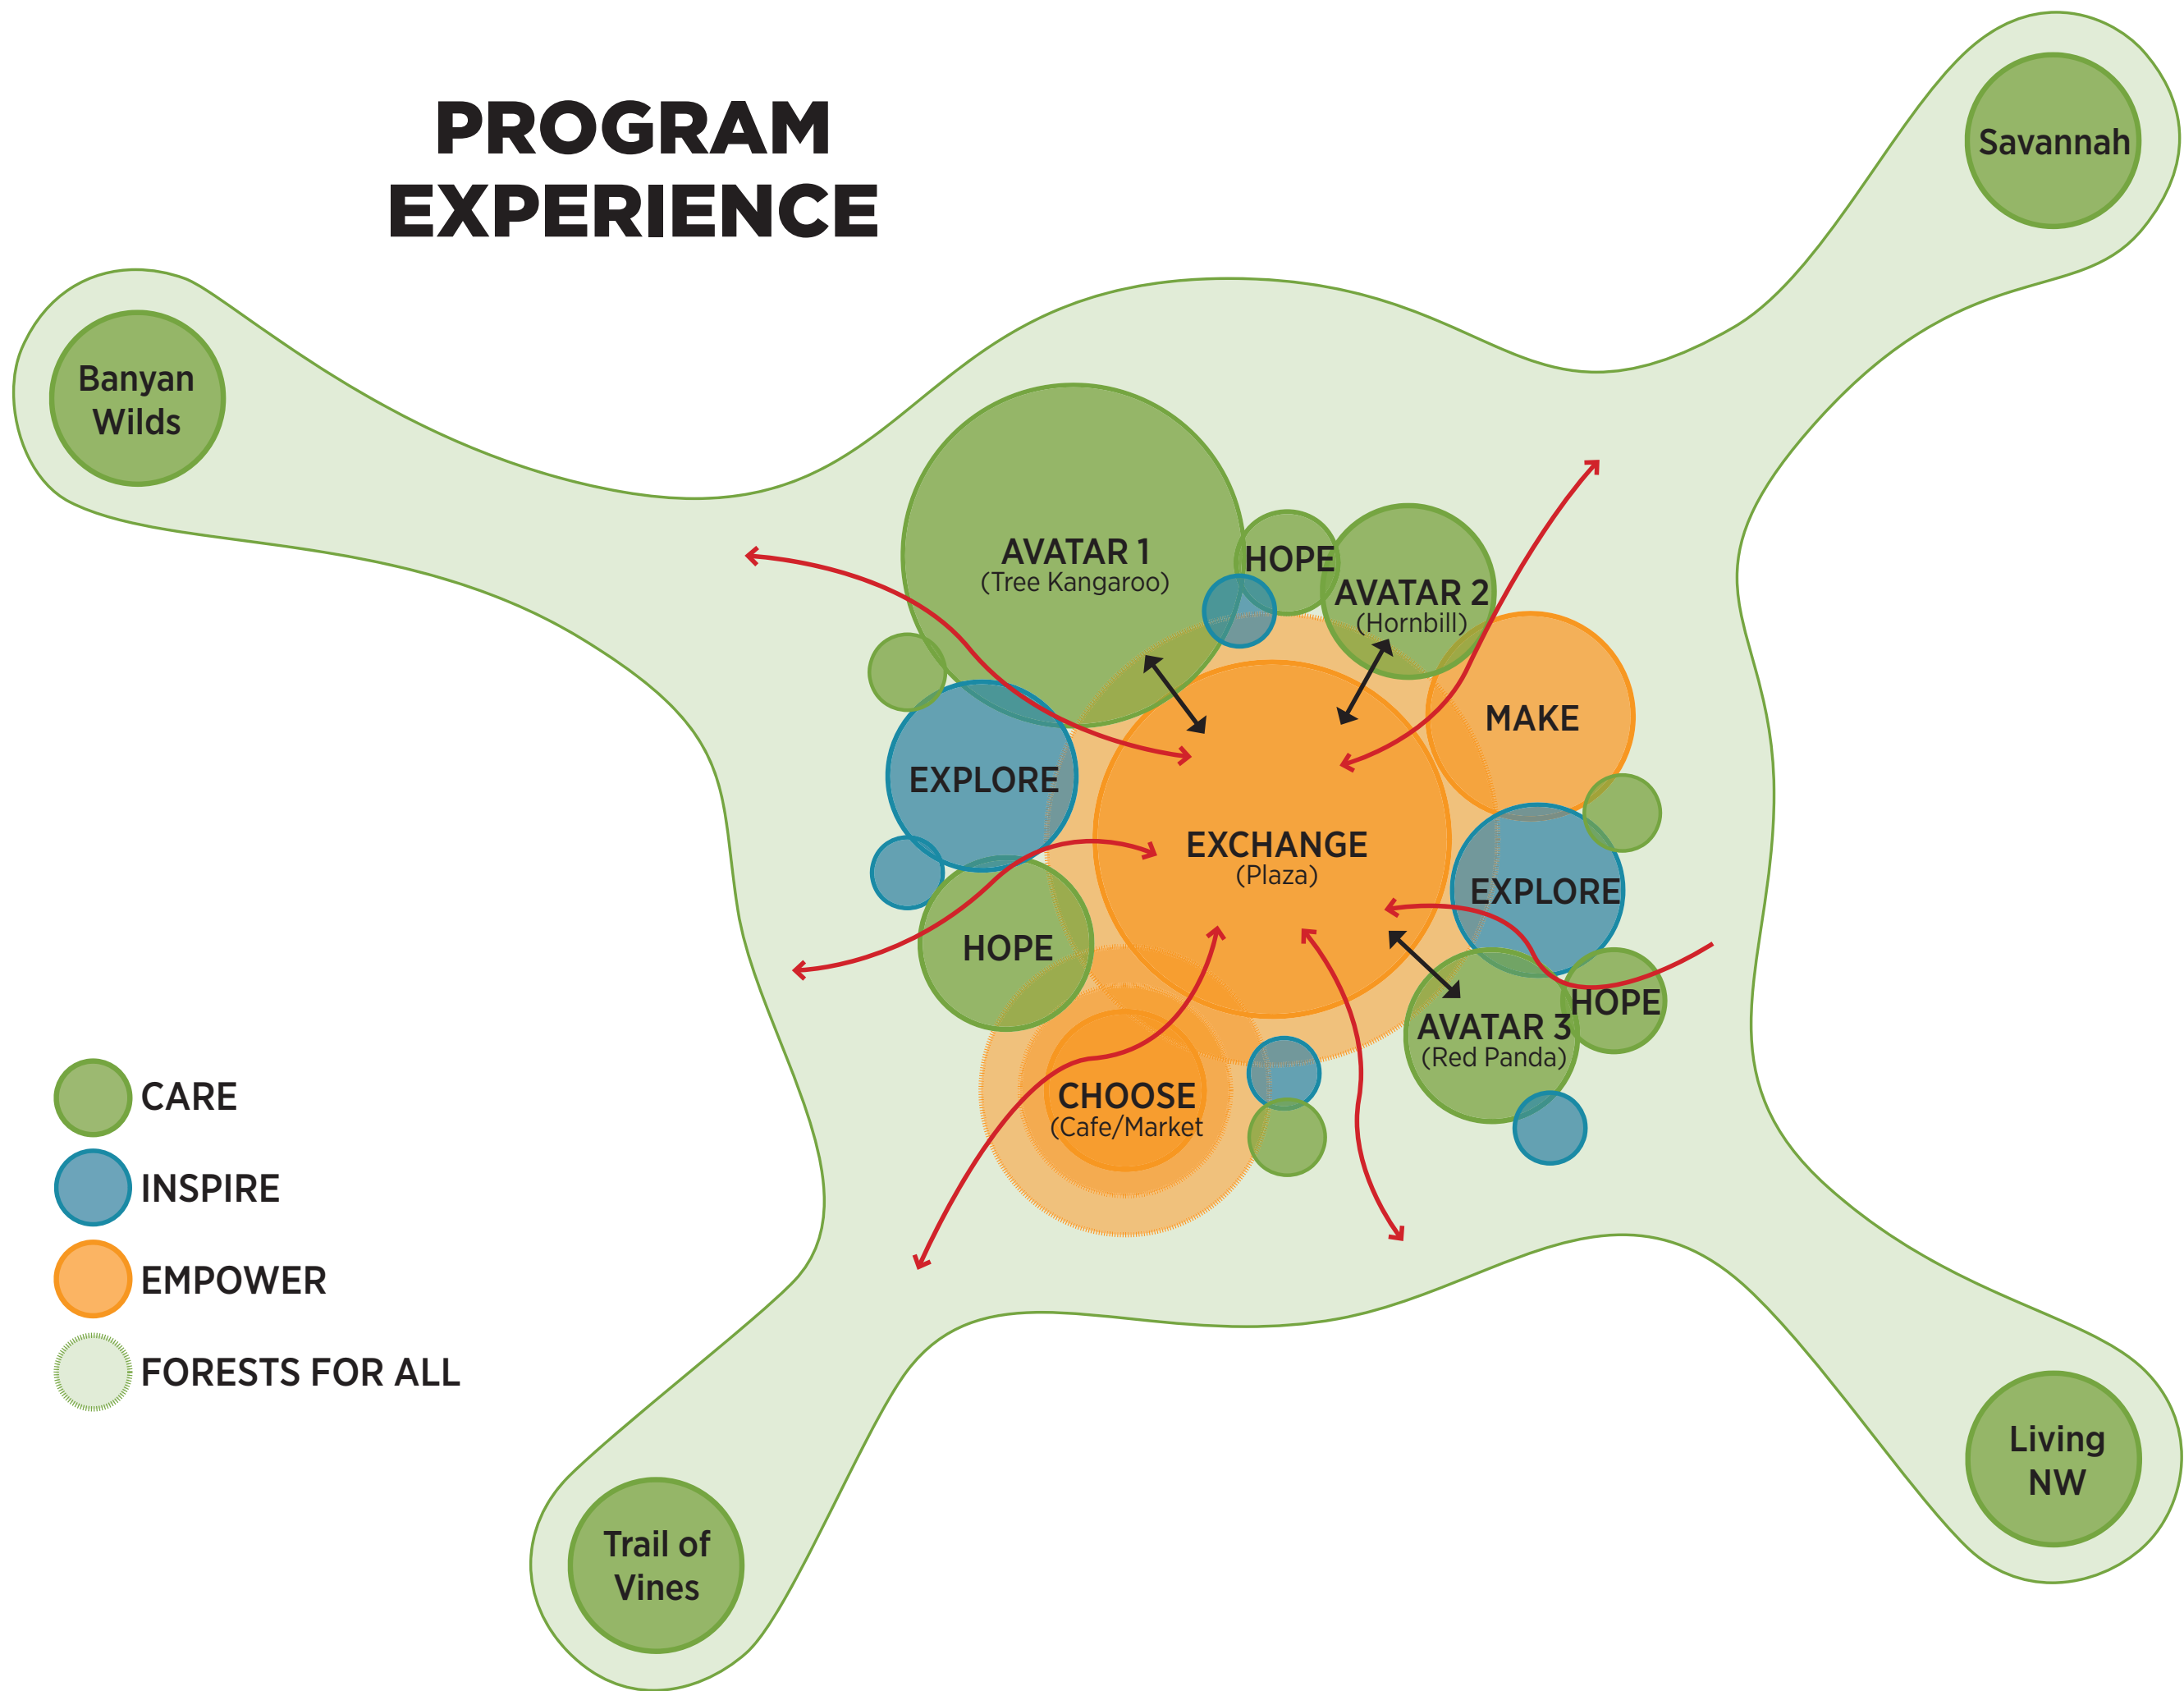 PROGRAM
EXPERIENCE
Savannah
Banyan
Wilds
AVATAR 1
(Tree Kangaroo)
HOPE
AVATAR 2
(Hornbill)
MAKE
EXPLORE
EXCHANGE
(Plaza)
EXPLORE
HOPE
HOPE
AVATAR 3
(Red Panda)
CHOOSE
(Cafe/Market
CARE
INSPIRE
EMPOWER
FORESTS FOR ALL
Living
NW
Trail of
Vines